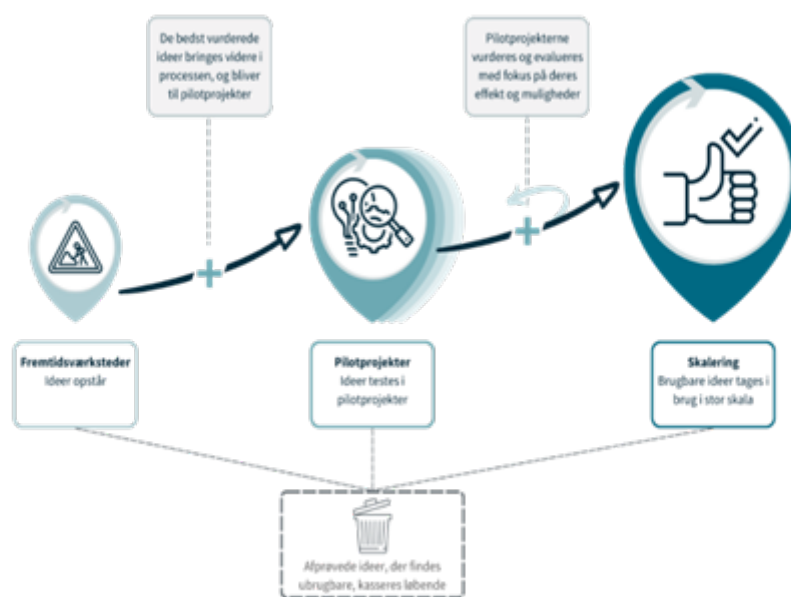 De bedst vurderede
ideer bringes videre i
processen, og bliver
til pilotprojekter
Pilotprojekterne
vurderes og evalueres
med fokus på deres
effekt og muligheder
Fremtidsværksteder
Ideer opstår
Pilotprojekter
Ideer testes i
pilotprojekter
Skalering
Brugbare ideer tages i
brug i stor skala
Afprøvede ideer, der findes
ubrugbare, kasseres løbende